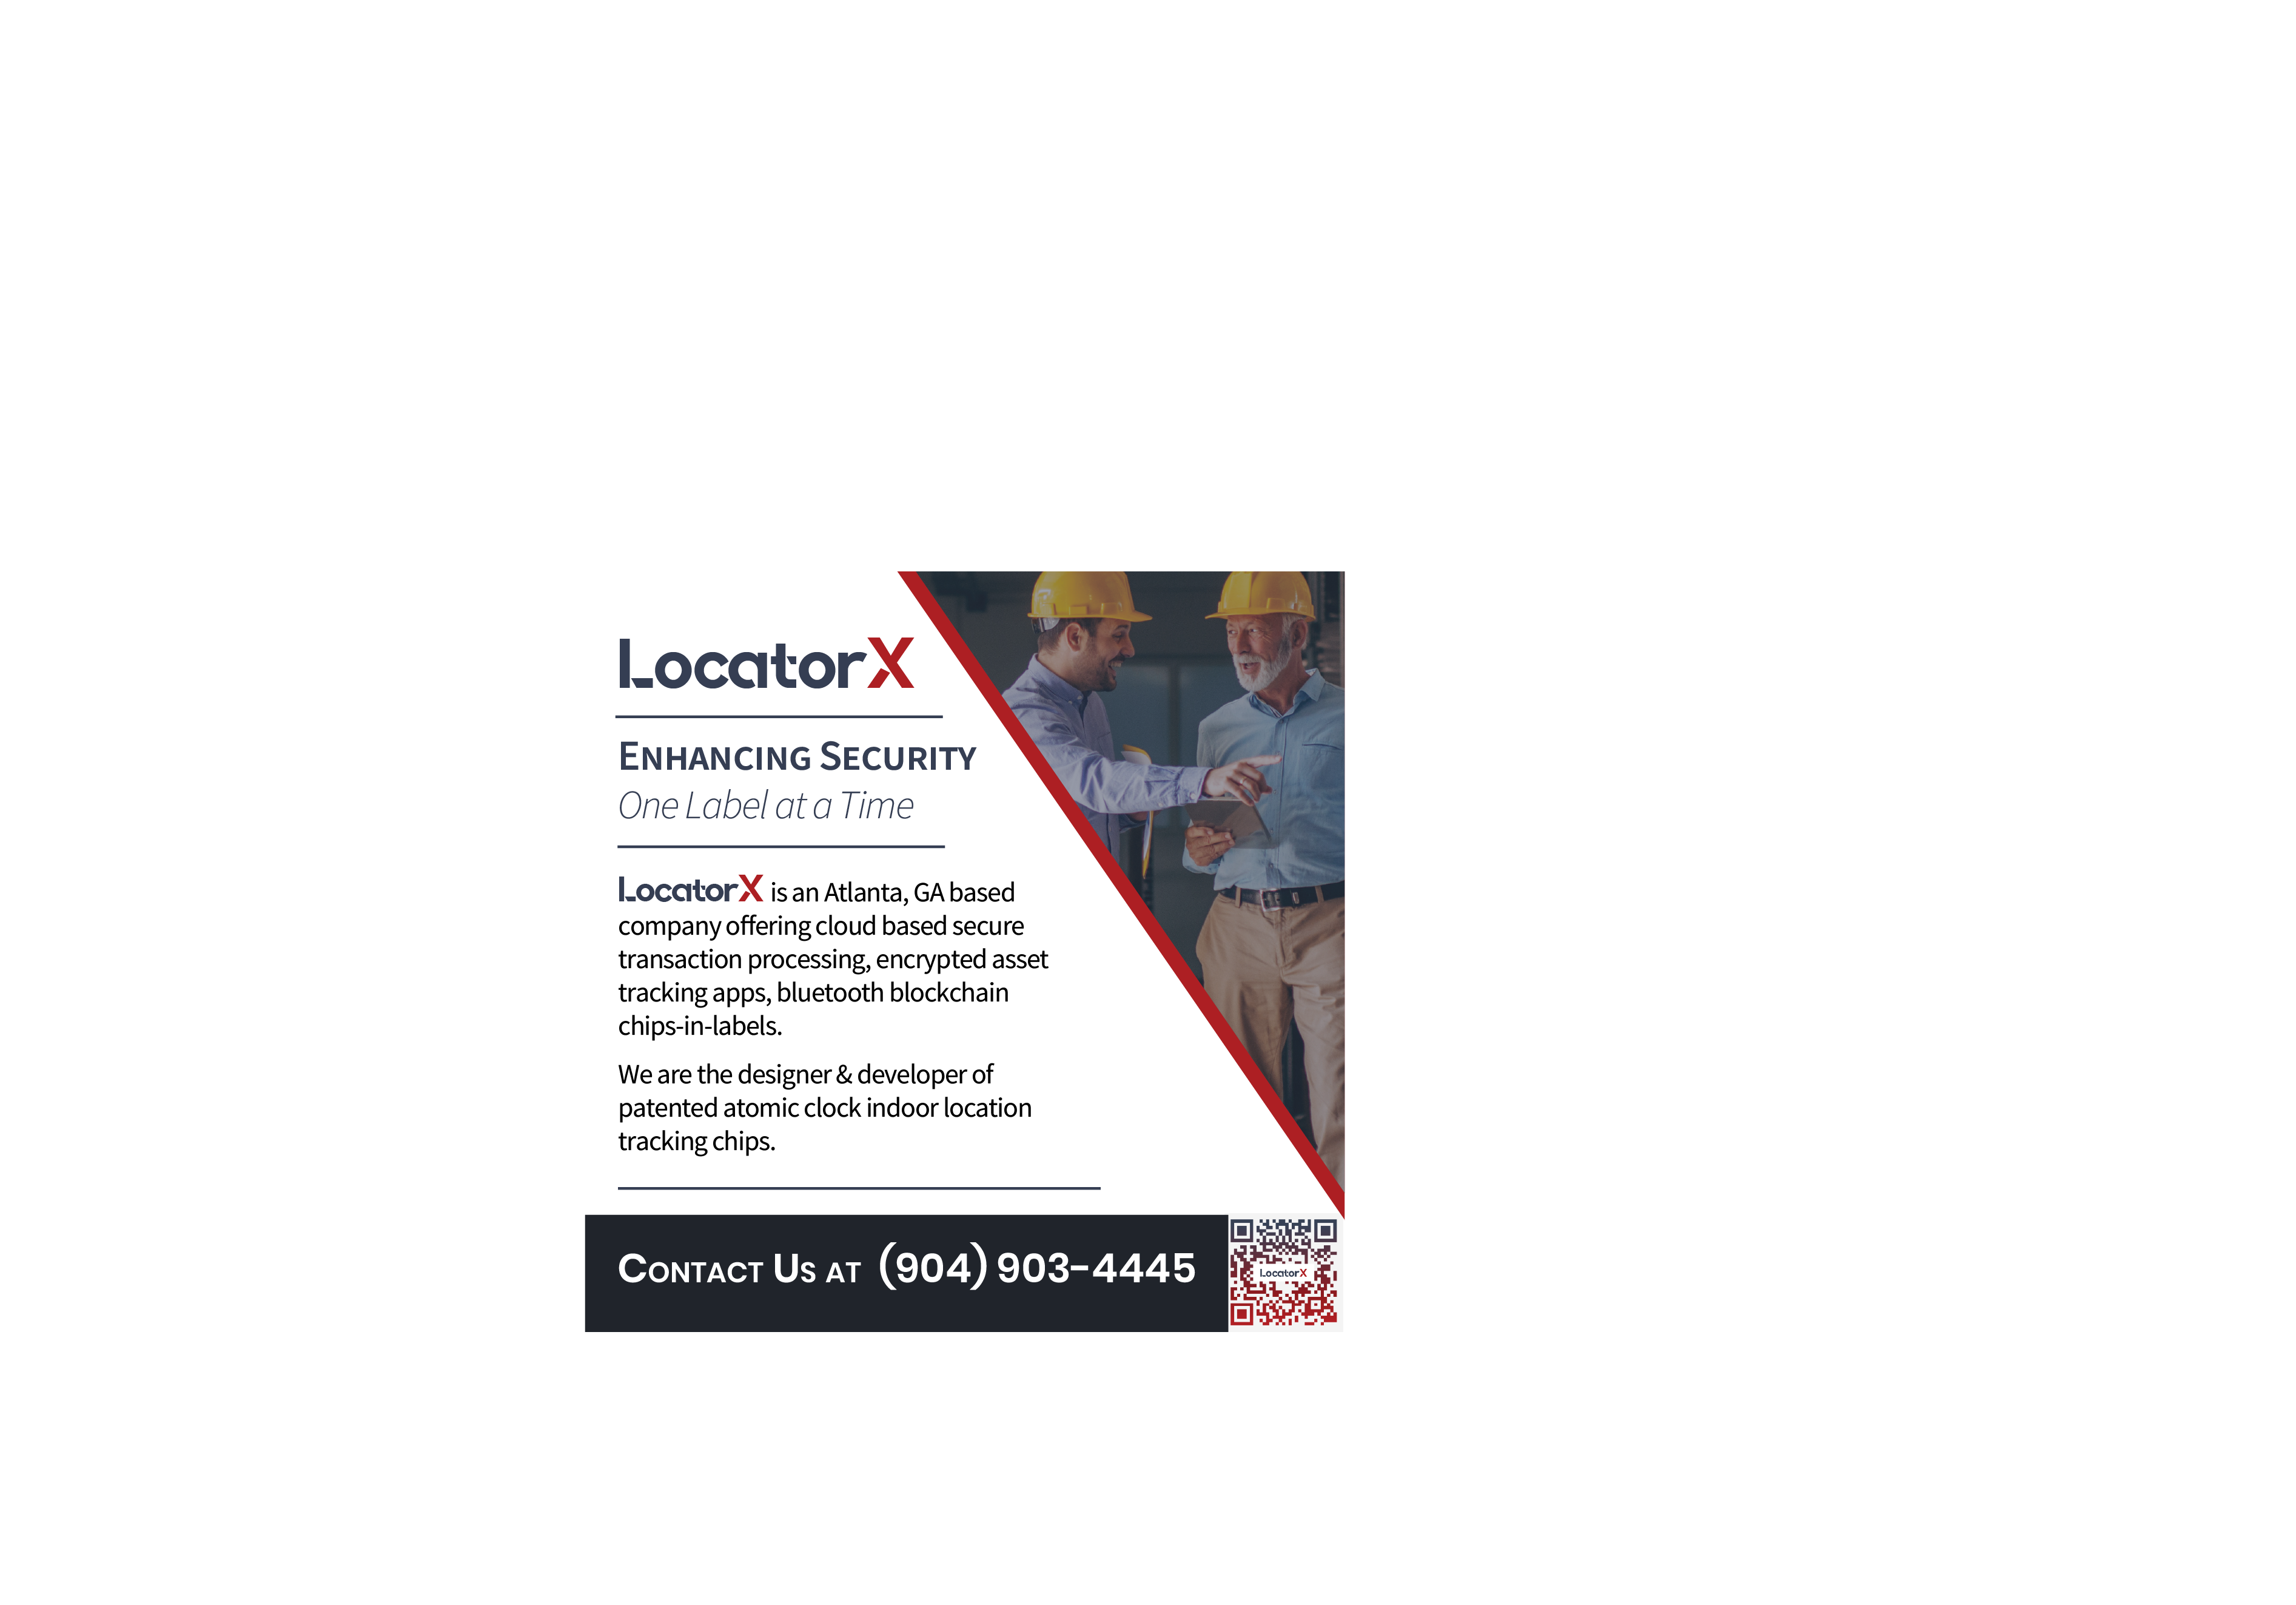 LocatorX
Enhancing Security
One Label at a Time
LocatorX is an Atlanta, GA based
company offering cloud based secure
transaction processing, encrypted asset
tracking apps, bluetooth blockchain
chips-in-labels.
We are the designer & developer of
patented atomic clock indoor location
tracking chips.
Contact Us at (904) 903-4445
LocatorX